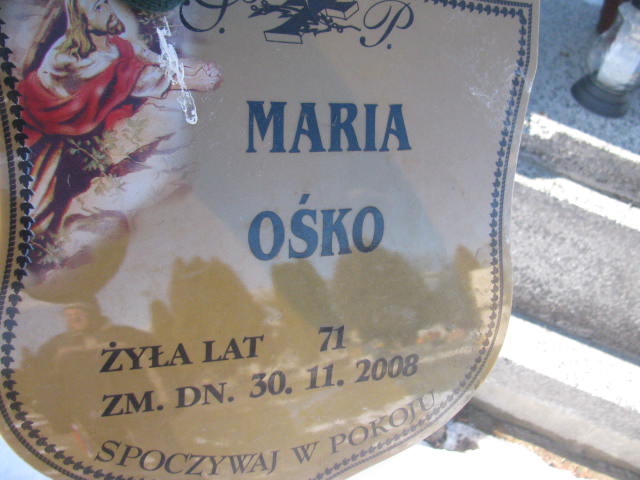 Ś. P.
MARIA
OŚKO
ŻYŁA LAT 71
ZM. DN. 30. 11. 2008
SPOCZYWAJ W POKOJU